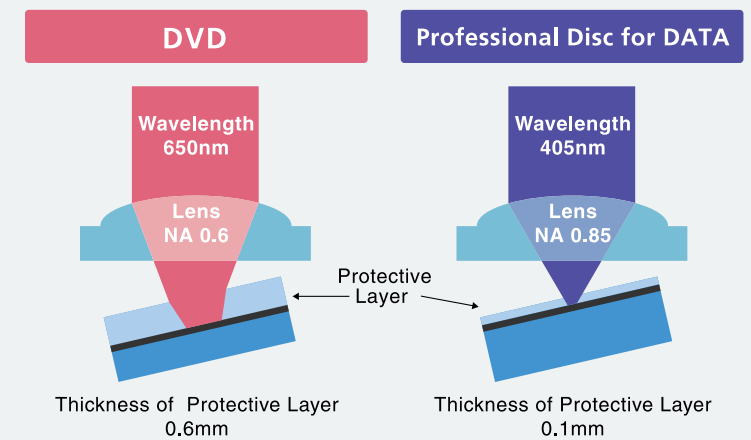 DVD
Professional Disc for DATA
Wavelength
650nm
Wavelength
405nm
Lens
NA 0.6
Lens
NA 0.85
Protective
Layer
Thickness of Protective Layer
0.6mm
Thickness of Protective Layer
0.1mm